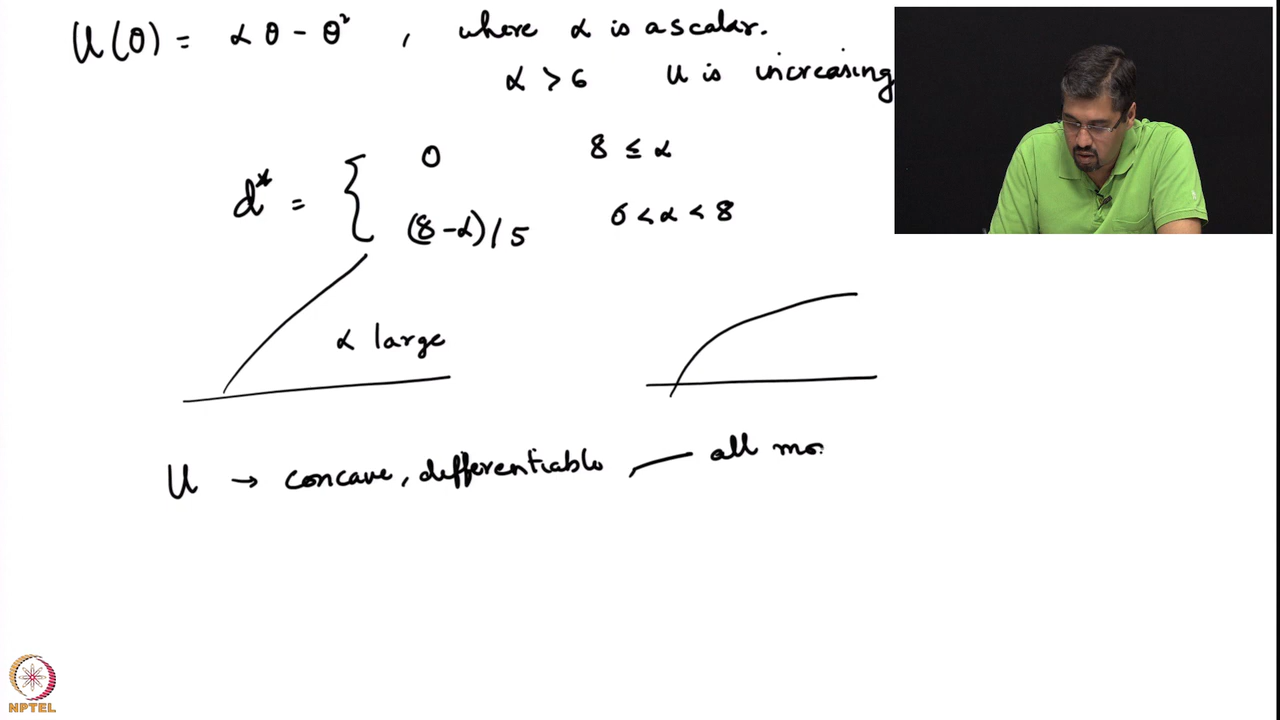 U(θ) = αθ - θ² , where α is a scalar.
α > 6 U is increasing
d* = { 0 8 ≤ α
(8-α)/5 6 < α < 8
α large
U → concave, differentiable, all mo
NPTEL